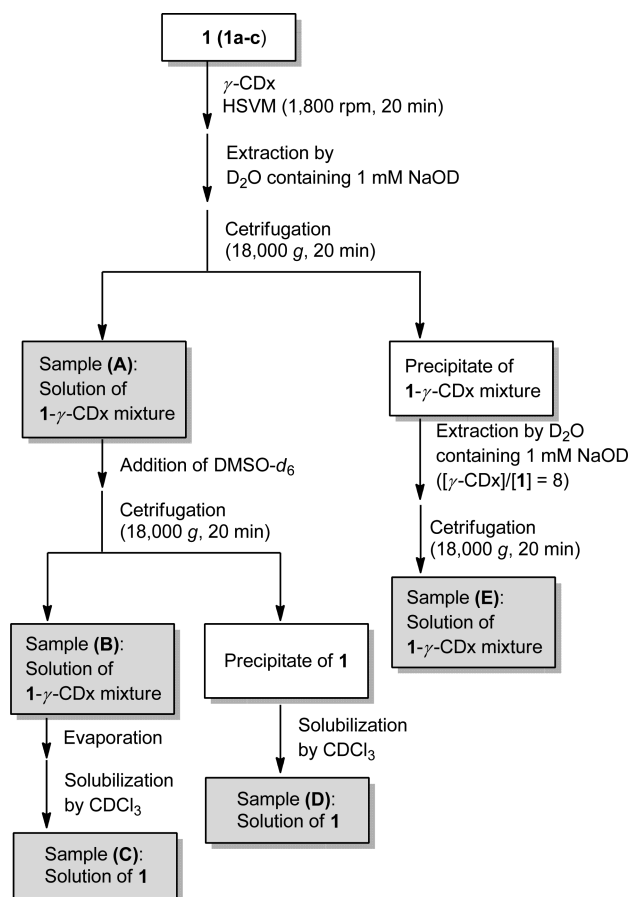 1 (1a-c)
γ-CDx
HSVM (1,800 rpm, 20 min)
Extraction by
D₂O containing 1 mM NaOD
Cetrifugation
(18,000 g, 20 min)
Sample (A):
Solution of
1-γ-CDx mixture
Precipitate of
1-γ-CDx mixture
Addition of DMSO-d₆
Extraction by D₂O
containing 1 mM NaOD
([γ-CDx]/[1] = 8)
Cetrifugation
(18,000 g, 20 min)
Cetrifugation
(18,000 g, 20 min)
Sample (E):
Solution of
1-γ-CDx mixture
Sample (B):
Solution of
1-γ-CDx mixture
Precipitate of 1
Evaporation
Solubilization
by CDCl₃
Solubilization
by CDCl₃
Sample (D):
Solution of 1
Sample (C):
Solution of 1